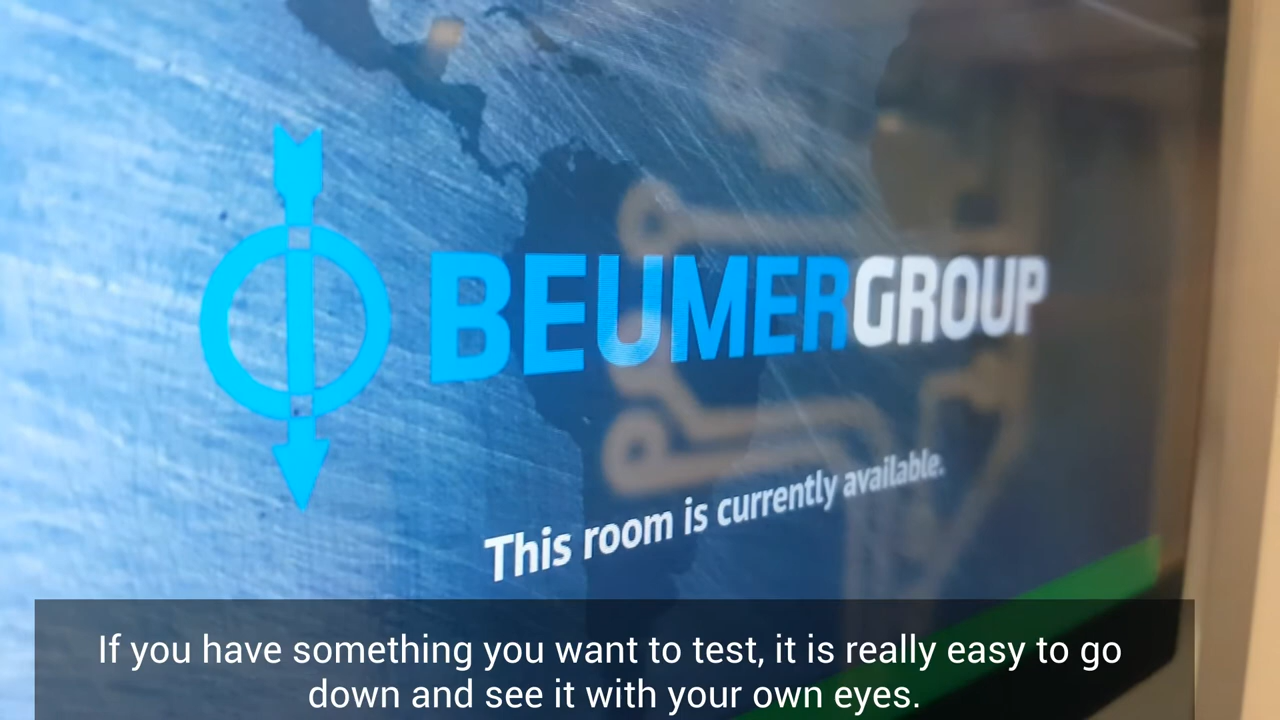 BEUMERGROUP
This room is currently available.
If you have something you want to test, it is really easy to go
down and see it with your own eyes.